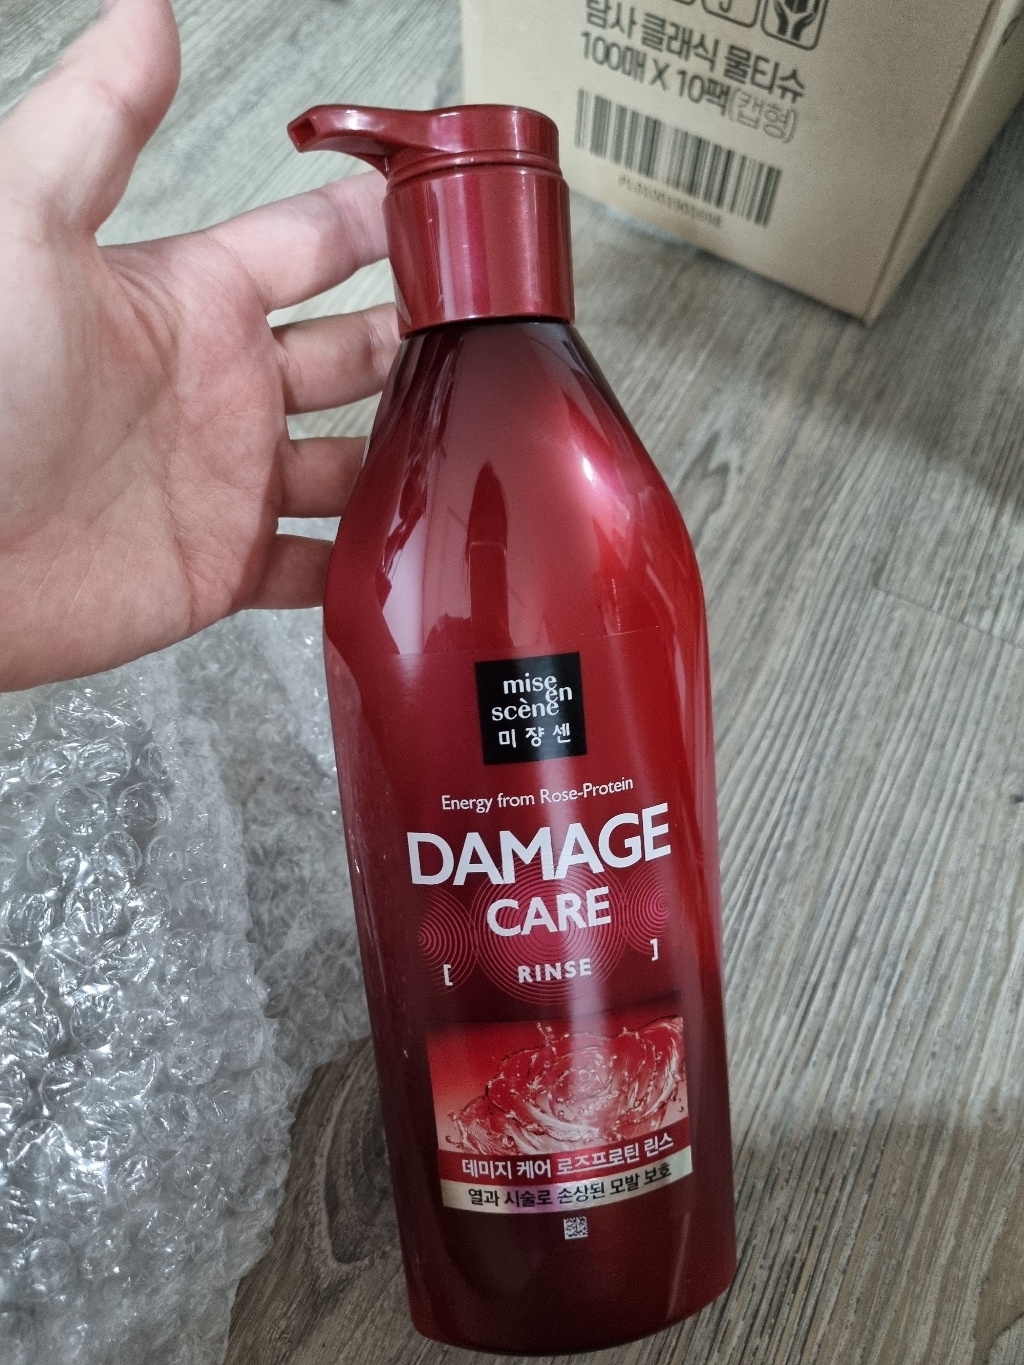 탐사 클래식 물티슈
100매 X 10팩(캡형)
mise
en
scène
미쟝센
Energy from Rose-Protein
DAMAGE
CARE
[ RINSE ]
데미지 케어 로즈프로틴 린스
열과 시술로 손상된 모발 보호